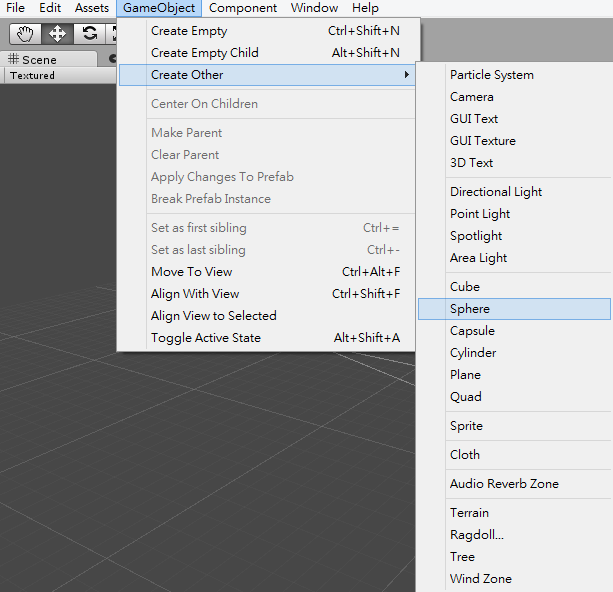 File Edit Assets GameObject Component Window Help
Scene
Textured
Create Empty Ctrl+Shift+N
Create Empty Child Alt+Shift+N
Create Other
Center On Children
Make Parent
Clear Parent
Apply Changes To Prefab
Break Prefab Instance
Set as first sibling Ctrl+=
Set as last sibling Ctrl+-
Move To View Ctrl+Alt+F
Align With View Ctrl+Shift+F
Align View to Selected
Toggle Active State Alt+Shift+A
Particle System
Camera
GUI Text
GUI Texture
3D Text
Directional Light
Point Light
Spotlight
Area Light
Cube
Sphere
Capsule
Cylinder
Plane
Quad
Sprite
Cloth
Audio Reverb Zone
Terrain
Ragdoll...
Tree
Wind Zone